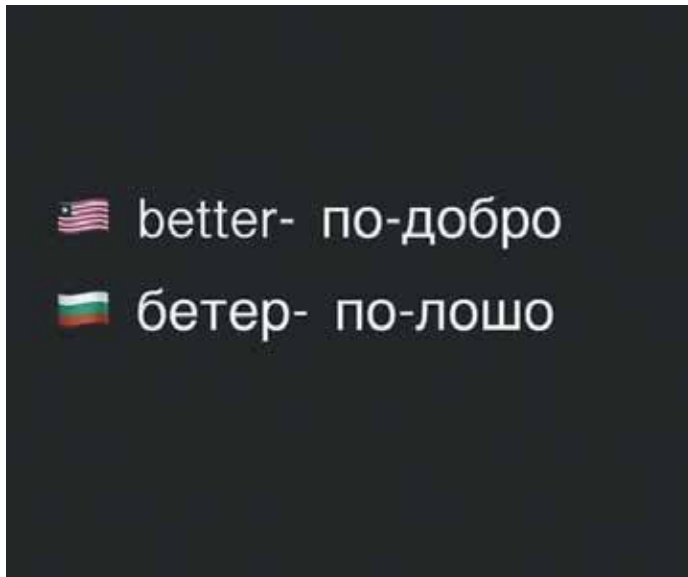 🇱🇷 better- по-добро
🇧🇬 бетер- по-лошо